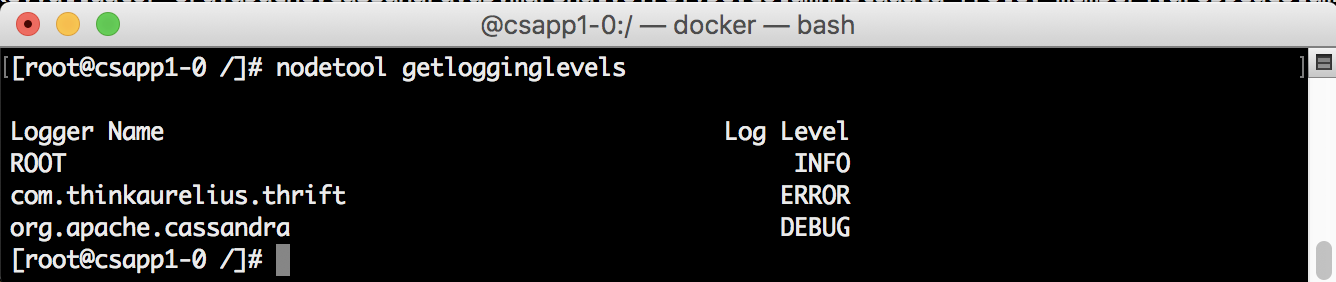 @csapp1-0:/ — docker — bash
[root@csapp1-0 /]# nodetool getlogginglevels
Logger Name Log Level
ROOT INFO
com.thinkaurelius.thrift ERROR
org.apache.cassandra DEBUG
[root@csapp1-0 /]#